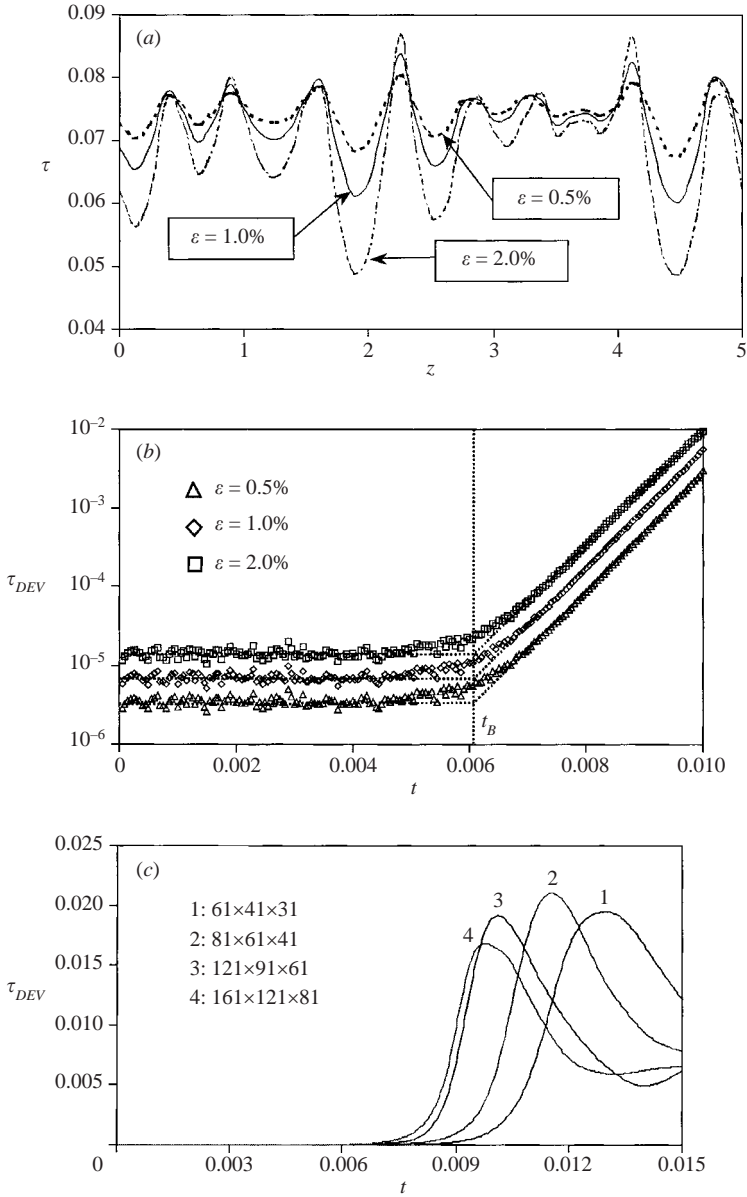 0.09
(a)
0.08
0.07
τ
0.06
0.05
0.04
ε = 0.5%
ε = 1.0%
ε = 2.0%
0 1 2 3 4 5
z
10⁻²
(b)
ε = 0.5%
10⁻³
ε = 1.0%
ε = 2.0%
10⁻⁴
τ_DEV
10⁻⁵
t_B
10⁻⁶
0 0.002 0.004 0.006 0.008 0.010
t
0.025
(c)
2
1
3
1: 61×41×31
0.020
2: 81×61×41
4
3: 121×91×61
0.015
4: 161×121×81
τ_DEV
0.010
0.005
0 0.003 0.006 0.009 0.012 0.015
t